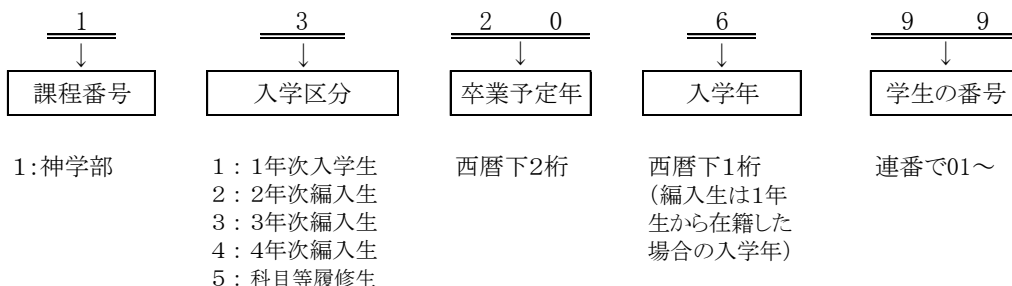 1 3 2 0 6 9 9
↓ ↓ ↓ ↓ ↓
課程番号 入学区分 卒業予定年 入学年 学生の番号
1:神学部
1：1年次入学生
2：2年次編入生
3：3年次編入生
4：4年次編入生
5：科目等履修生
西暦下2桁
西暦下1桁
（編入生は1年
生から在籍した
場合の入学年）
連番で01～